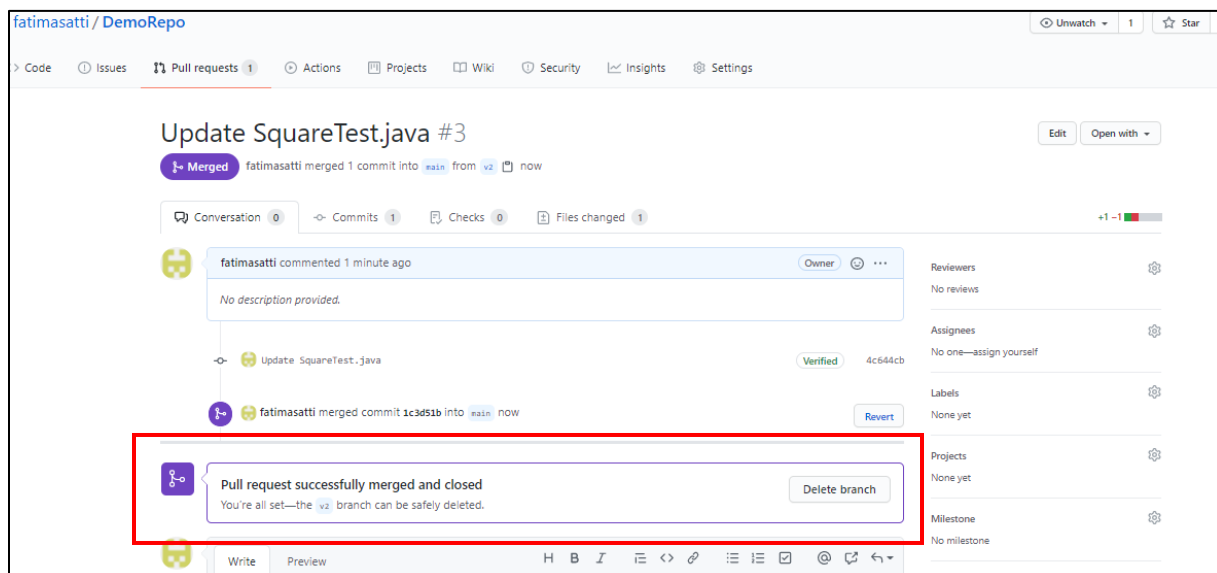 fatimasatti / DemoRepo
Unwatch 1 Star
Code Issues Pull requests 1 Actions Projects Wiki Security Insights Settings
Update SquareTest.java #3
Edit Open with
Merged fatimasatti merged 1 commit into main from v2 now
Conversation 0 Commits 1 Checks 0 Files changed 1 +1 −1
fatimasatti commented 1 minute ago Owner
No description provided.
Update SquareTest.java Verified 4c644cb
fatimasatti merged commit 1c3d51b into main now Revert
Pull request successfully merged and closed
You're all set—the v2 branch can be safely deleted.
Delete branch
Write Preview H B I
Reviewers
No reviews
Assignees
No one—assign yourself
Labels
None yet
Projects
None yet
Milestone
No milestone